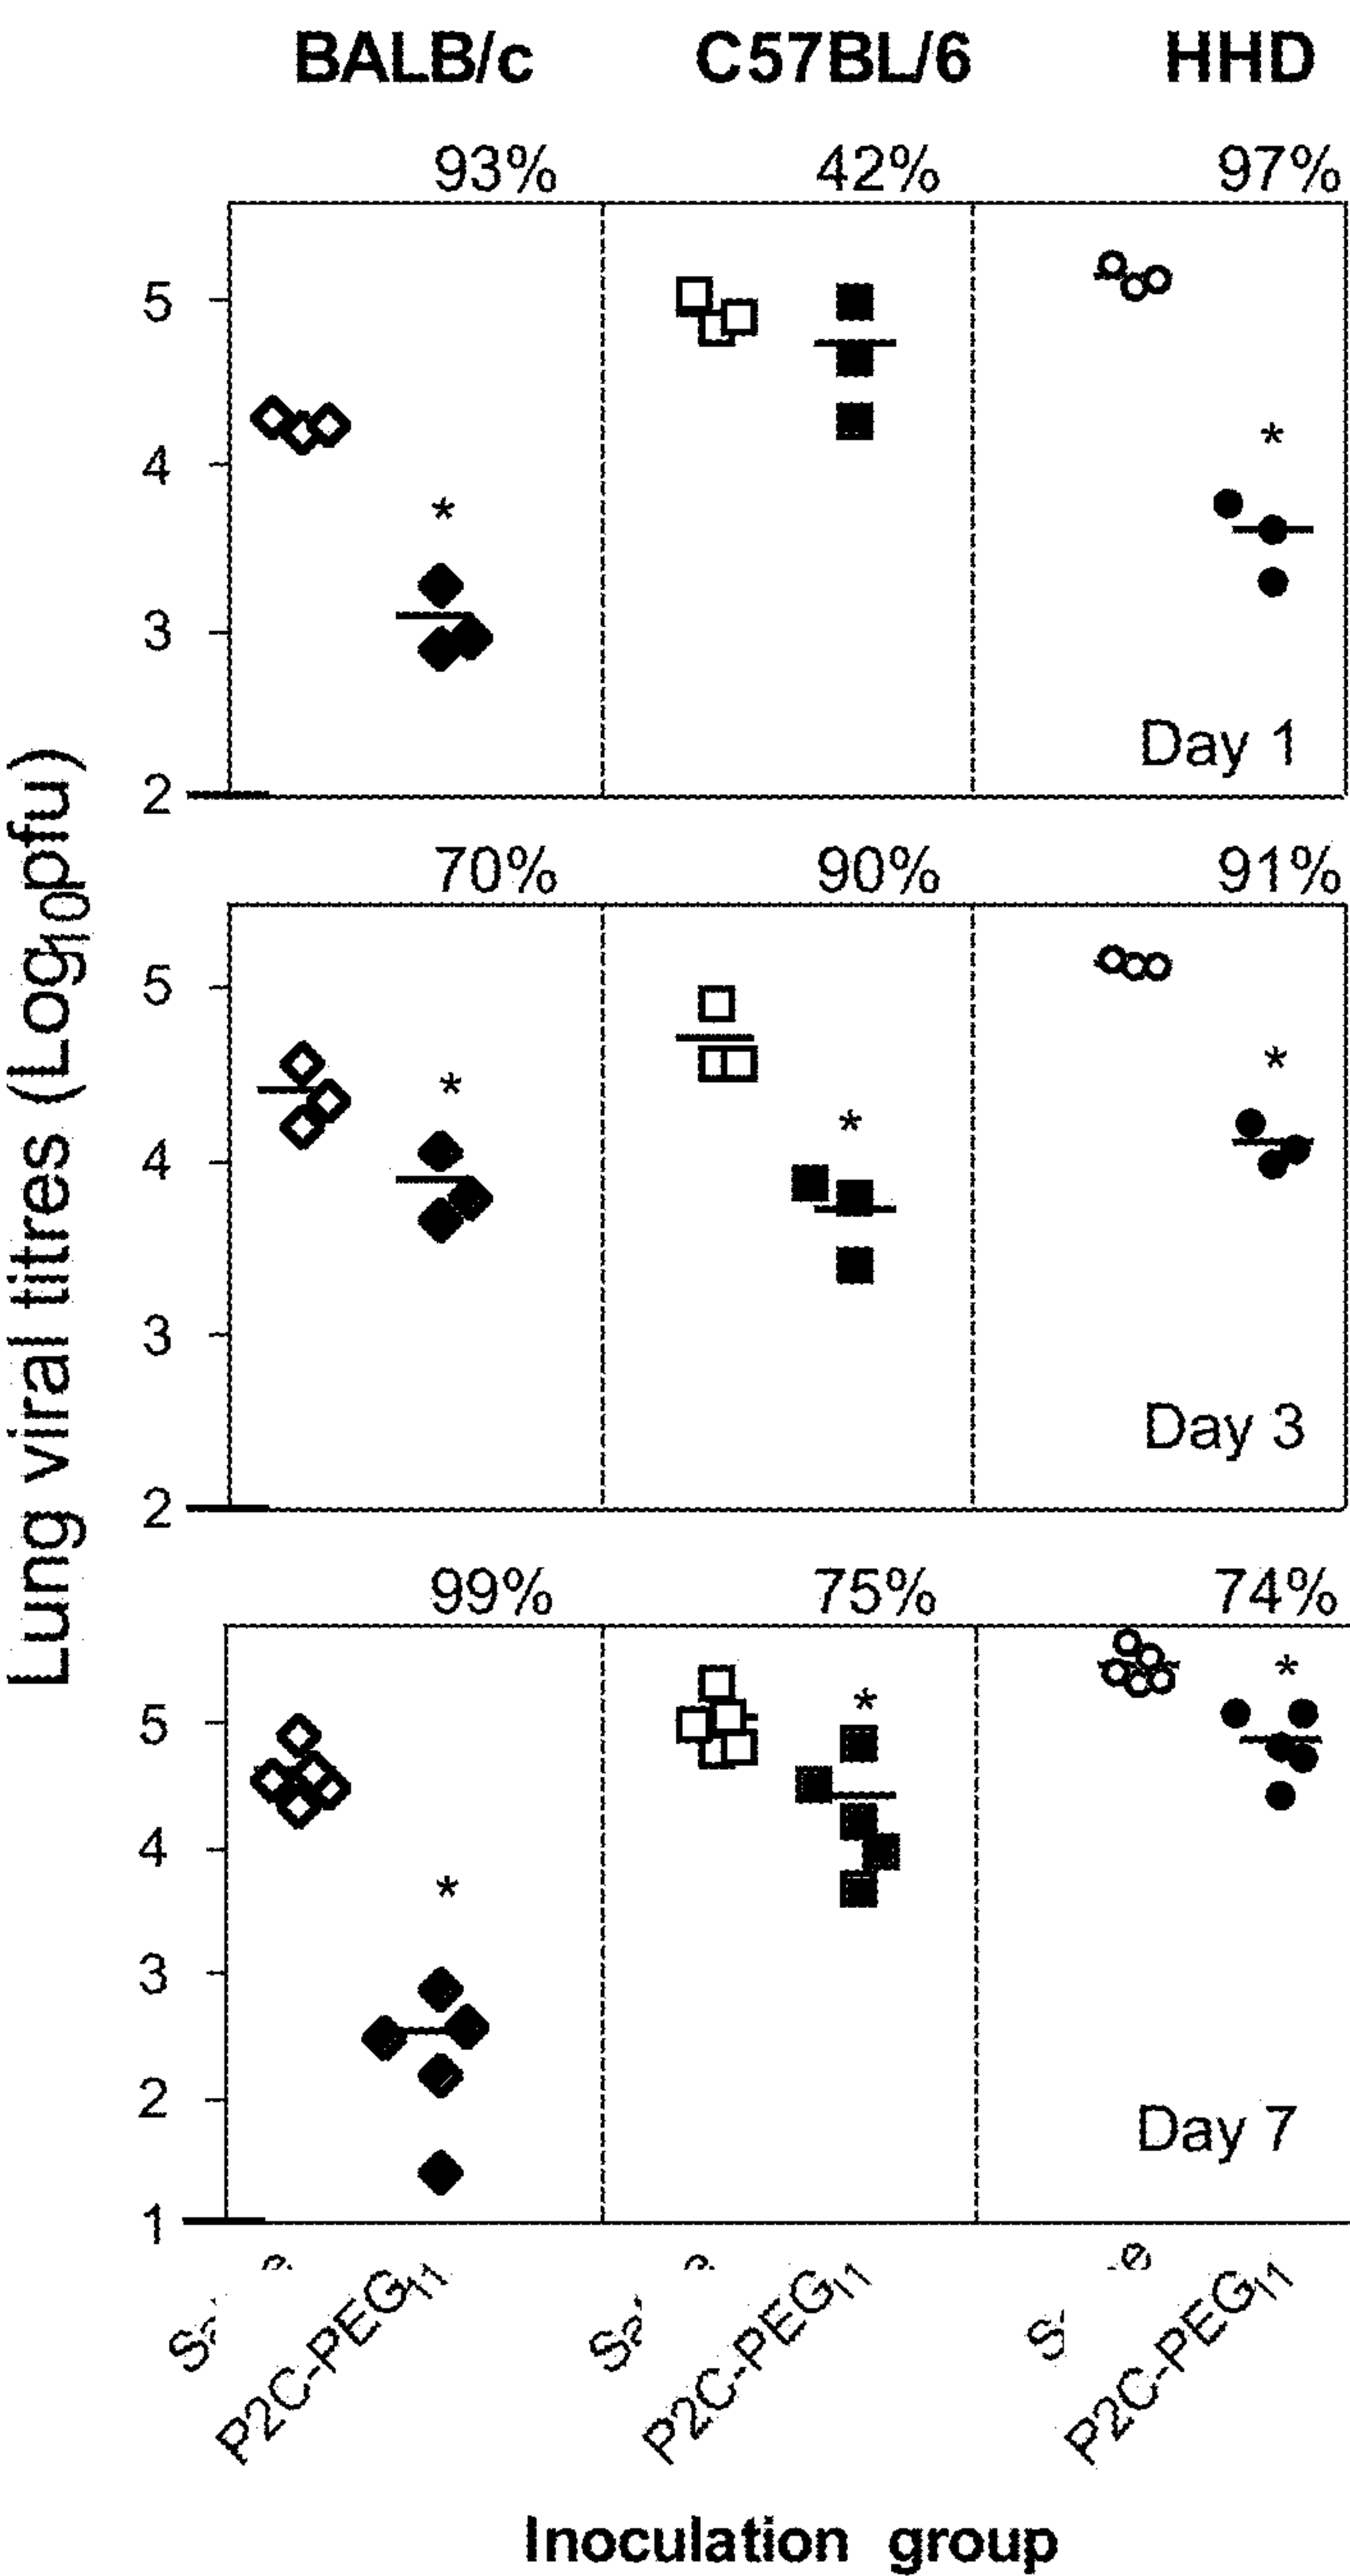 BALB/c C57BL/6 HHD
93% 42% 97%
5
*
4
*
3
Day 1
2
70% 90% 91%
5
*
*
*
4
3
Day 3
2
99% 75% 74%
*
5
*
4
*
3
2
Day 7
1
Lung viral titres (Log10pfu)
P2C-PEG11 P2C-PEG11 P2C-PEG11
Inoculation group